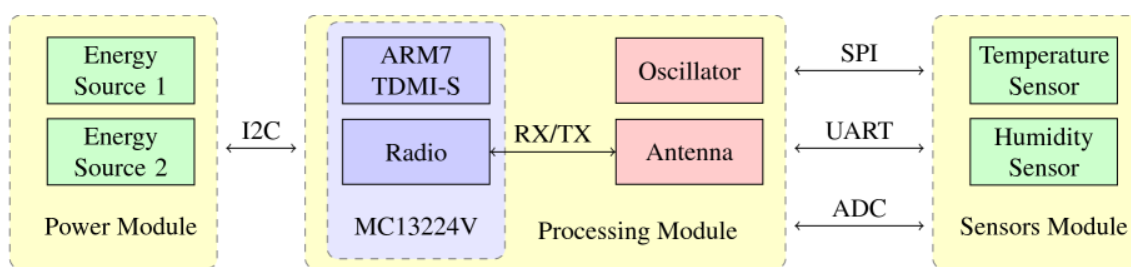 Energy
Source 1
Energy
Source 2
Power Module
I2C
ARM7
TDMI-S
Radio
MC13224V
RX/TX
Oscillator
Antenna
Processing Module
SPI
UART
ADC
Temperature
Sensor
Humidity
Sensor
Sensors Module